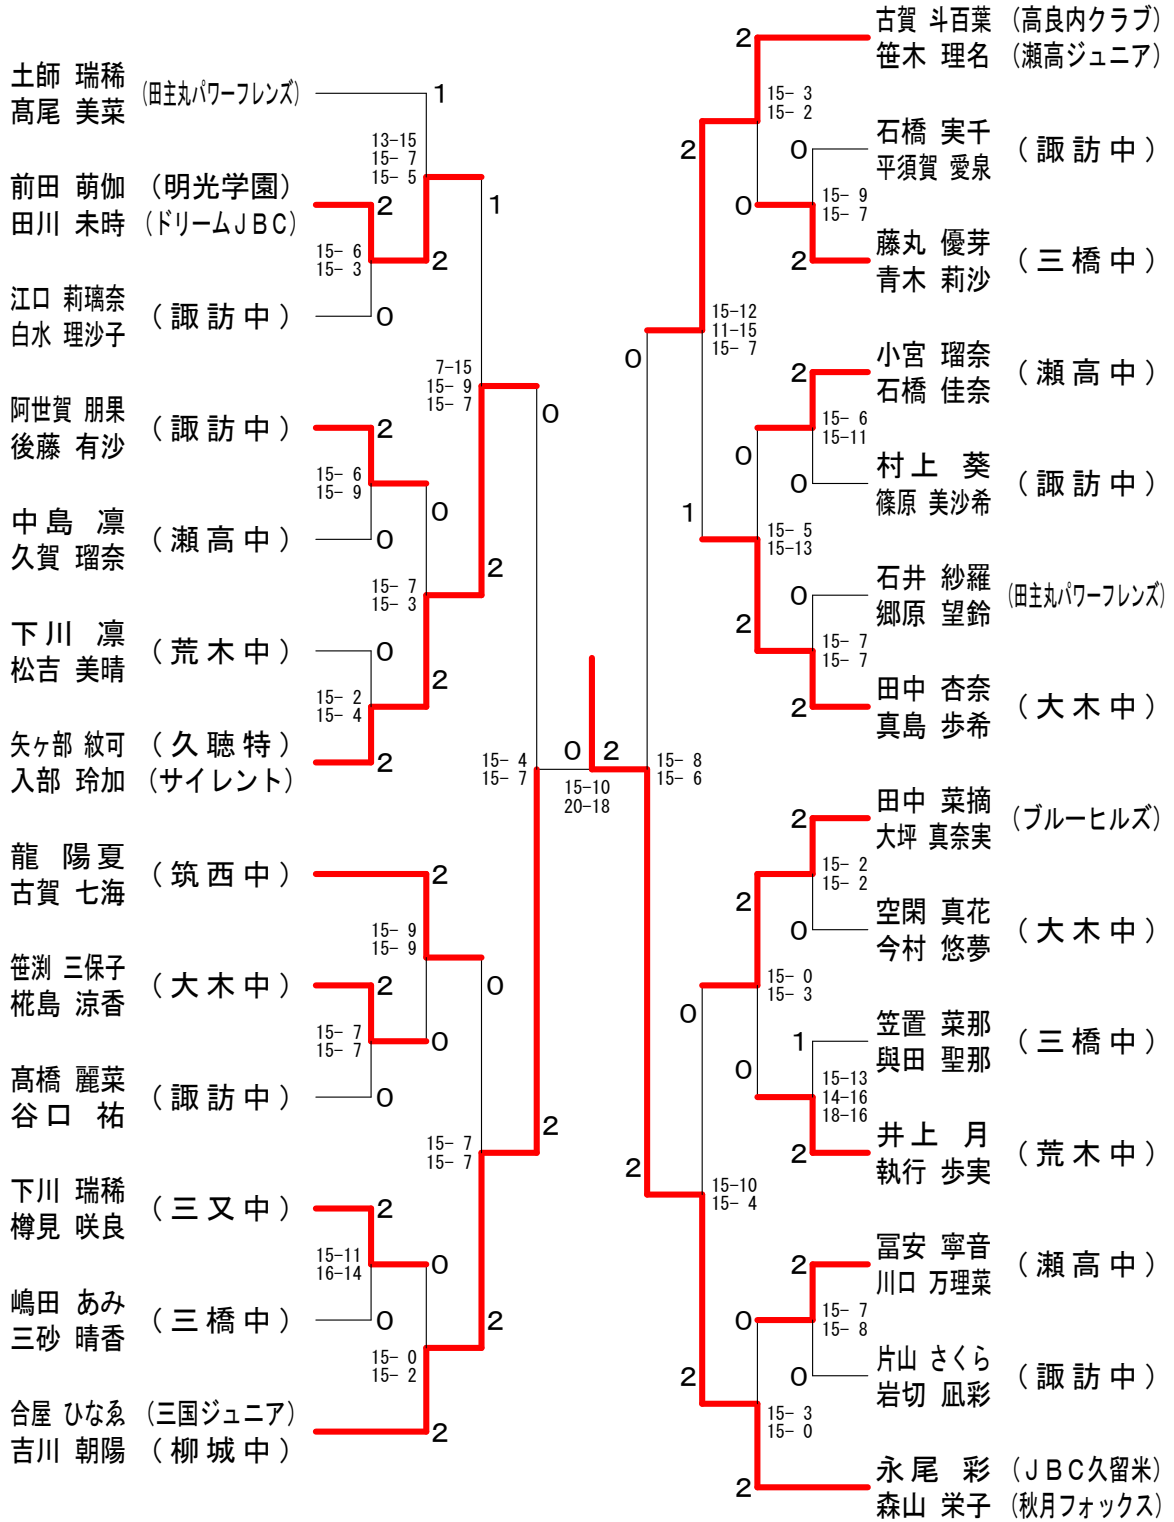 土師 瑞稀
髙尾 美菜
(田主丸パワーフレンズ)
1
13-15
15- 7
15- 5
前田 萌伽 (明光学園)
田川 未時 (ドリームJBC)
2
1
15- 6
15- 3
2
江口 莉璃奈
白水 理沙子
(諏訪中)
0
7-15
15- 9
15- 7
阿世賀 朋果
後藤 有沙
(諏訪中)
2
0
15- 6
15- 9
0
中島 凛
久賀 瑠奈
(瀬高中)
0
15- 7
15- 3
2
下川 凛
松吉 美晴
(荒木中)
0
15- 2
15- 4
2
矢ヶ部 紋可 (久聴特)
入部 玲加 (サイレント)
2
15- 4
15- 7
龍 陽夏
古賀 七海
(筑西中)
2
15- 9
15- 9
笹渕 三保子
椛島 涼香
(大木中)
2
0
15- 7
15- 7
0
髙橋 麗菜
谷口 祐
(諏訪中)
0
15- 7
15- 7
2
下川 瑞稀
樽見 咲良
(三又中)
2
15-11
16-14
0
嶋田 あみ
三砂 晴香
(三橋中)
0
2
15- 0
15- 2
合屋 ひなゑ (三国ジュニア)
吉川 朝陽 (柳城中)
2
0 2
15-10
20-18
古賀 斗百葉 (高良内クラブ)
笹木 理名 (瀬高ジュニア)
2
15- 3
15- 2
石橋 実千
平須賀 愛泉
(諏訪中)
0
2
15- 9
15- 7
0
藤丸 優芽
青木 莉沙
(三橋中)
2
15-12
11-15
15- 7
0
小宮 瑠奈
石橋 佳奈
(瀬高中)
2
15- 6
15-11
0
村上 葵
篠原 美沙希
(諏訪中)
0
1
15- 5
15-13
石井 紗羅
郷原 望鈴
(田主丸パワーフレンズ)
0
2
15- 7
15- 7
田中 杏奈
真島 歩希
(大木中)
2
15- 8
15- 6
田中 菜摘
大坪 真奈実
(ブルーヒルズ)
2
15- 2
15- 2
2
空閑 真花
今村 悠夢
(大木中)
0
15- 0
15- 3
0
笠置 菜那
與田 聖那
(三橋中)
1
0
15-13
14-16
18-16
井上 月
執行 歩実
(荒木中)
2
2
15-10
15- 4
冨安 寧音
川口 万理菜
(瀬高中)
2
0
15- 7
15- 8
片山 さくら
岩切 凪彩
(諏訪中)
0
2
15- 3
15- 0
永尾 彩 (JBC久留米)
森山 栄子 (秋月フォックス)
2